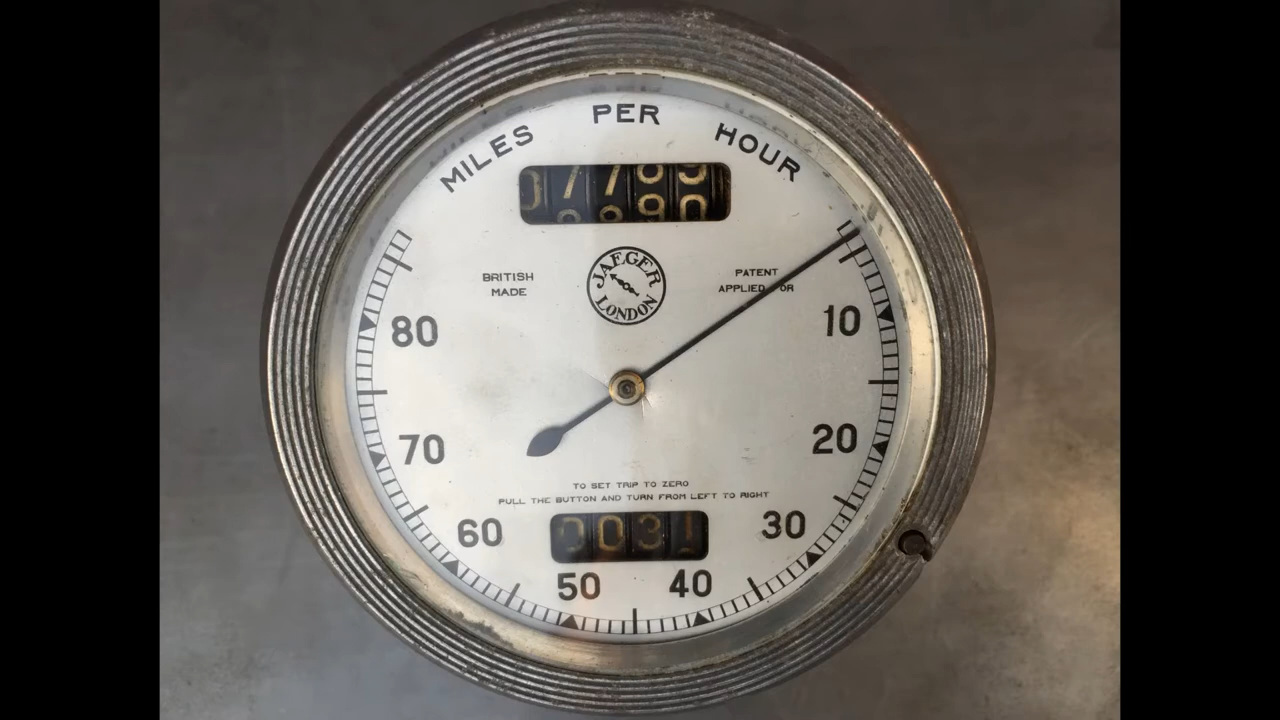 MILES PER HOUR
BRITISH
MADE
JAEGER
LONDON
PATENT
APPLIED
80
10
70
20
TO SET TRIP TO ZERO
PULL THE BUTTON AND TURN FROM LEFT TO RIGHT
60
0031
30
50
40